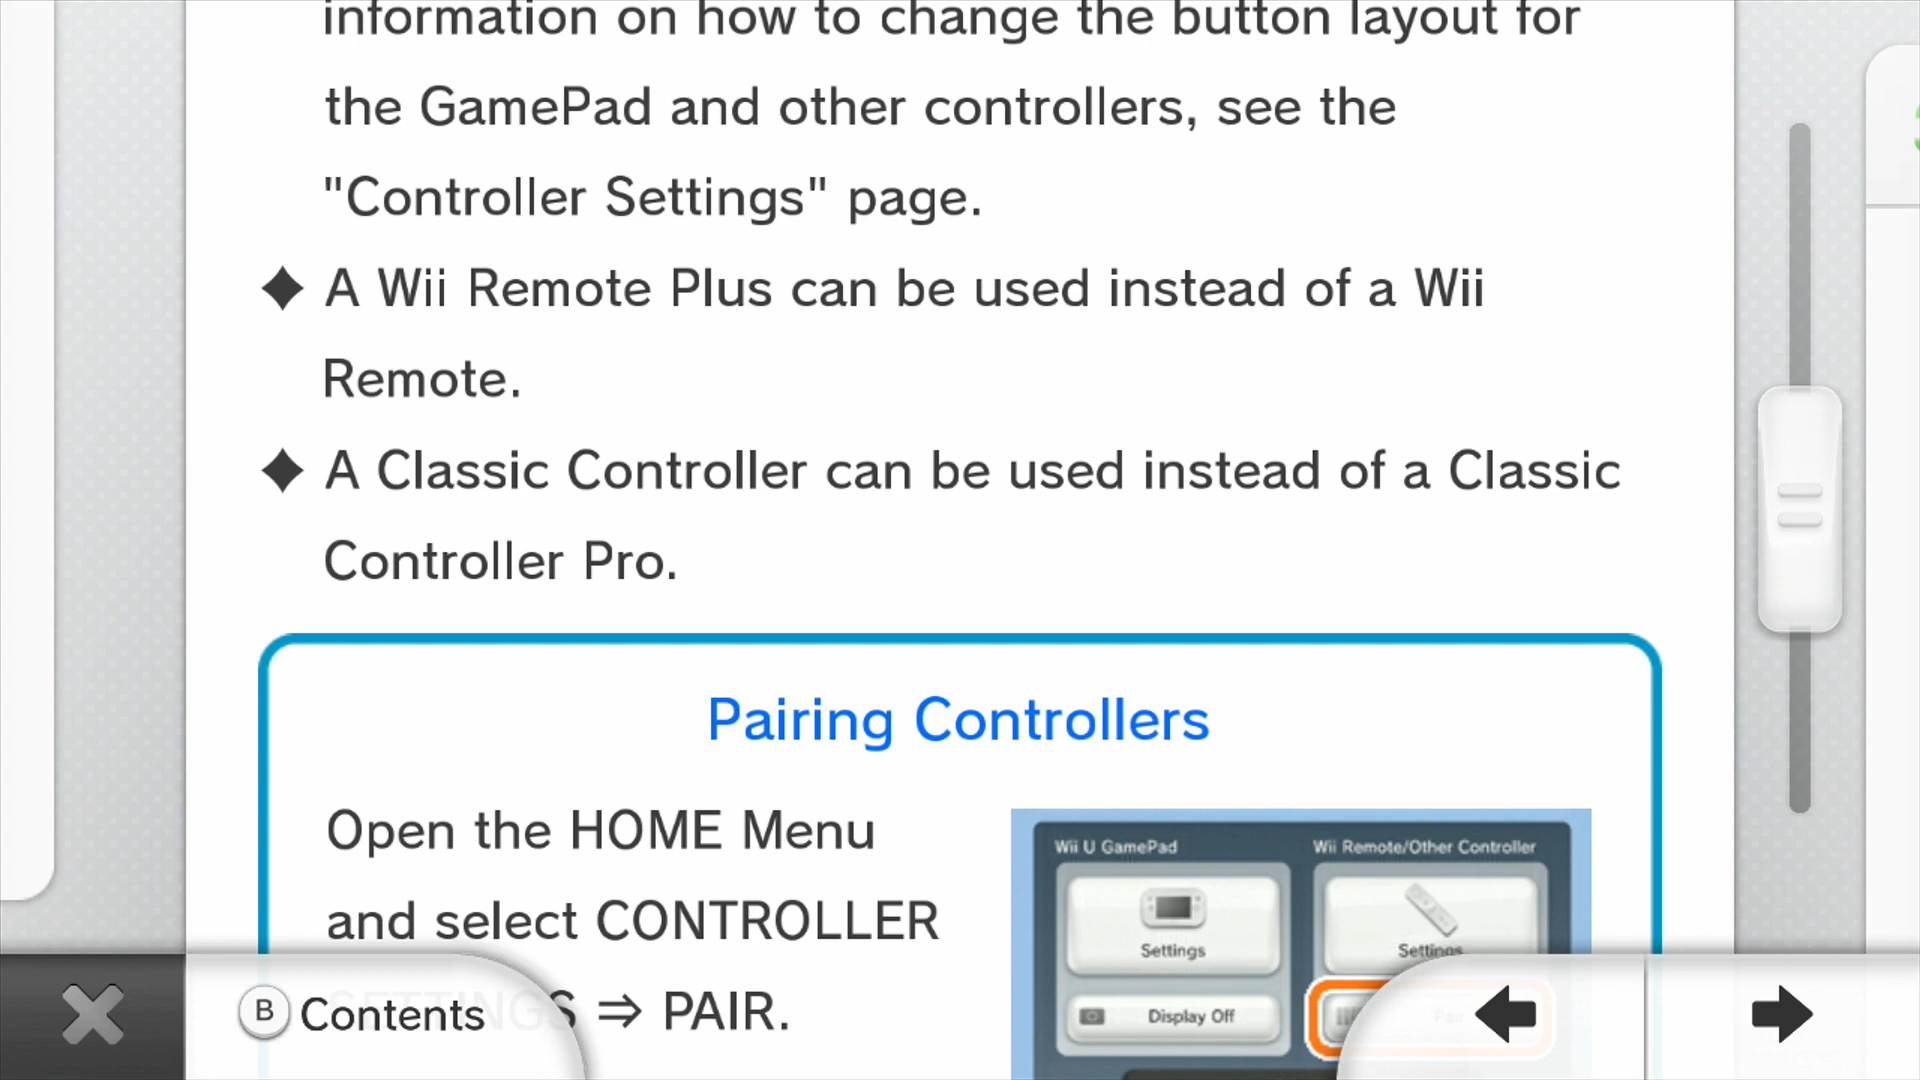 information on how to change the button layout for
the GamePad and other controllers, see the
"Controller Settings" page.
◆ A Wii Remote Plus can be used instead of a Wii
Remote.
◆ A Classic Controller can be used instead of a Classic
Controller Pro.
Pairing Controllers
Open the HOME Menu
and select CONTROLLER
SETTINGS ⇒ PAIR.
Wii U GamePad
Wii Remote/Other Controller
Settings
Settings
Display Off
Pair
B Contents